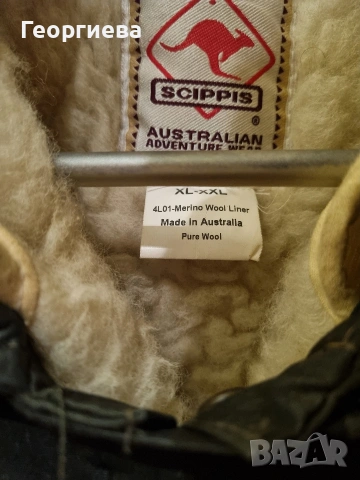 Георгиева
SCIPPIS
®
AUSTRALIAN
ADVENTURE WEAR
XL-XXL
4L01-Merino Wool Liner
Made in Australia
Pure Wool
BAZAR